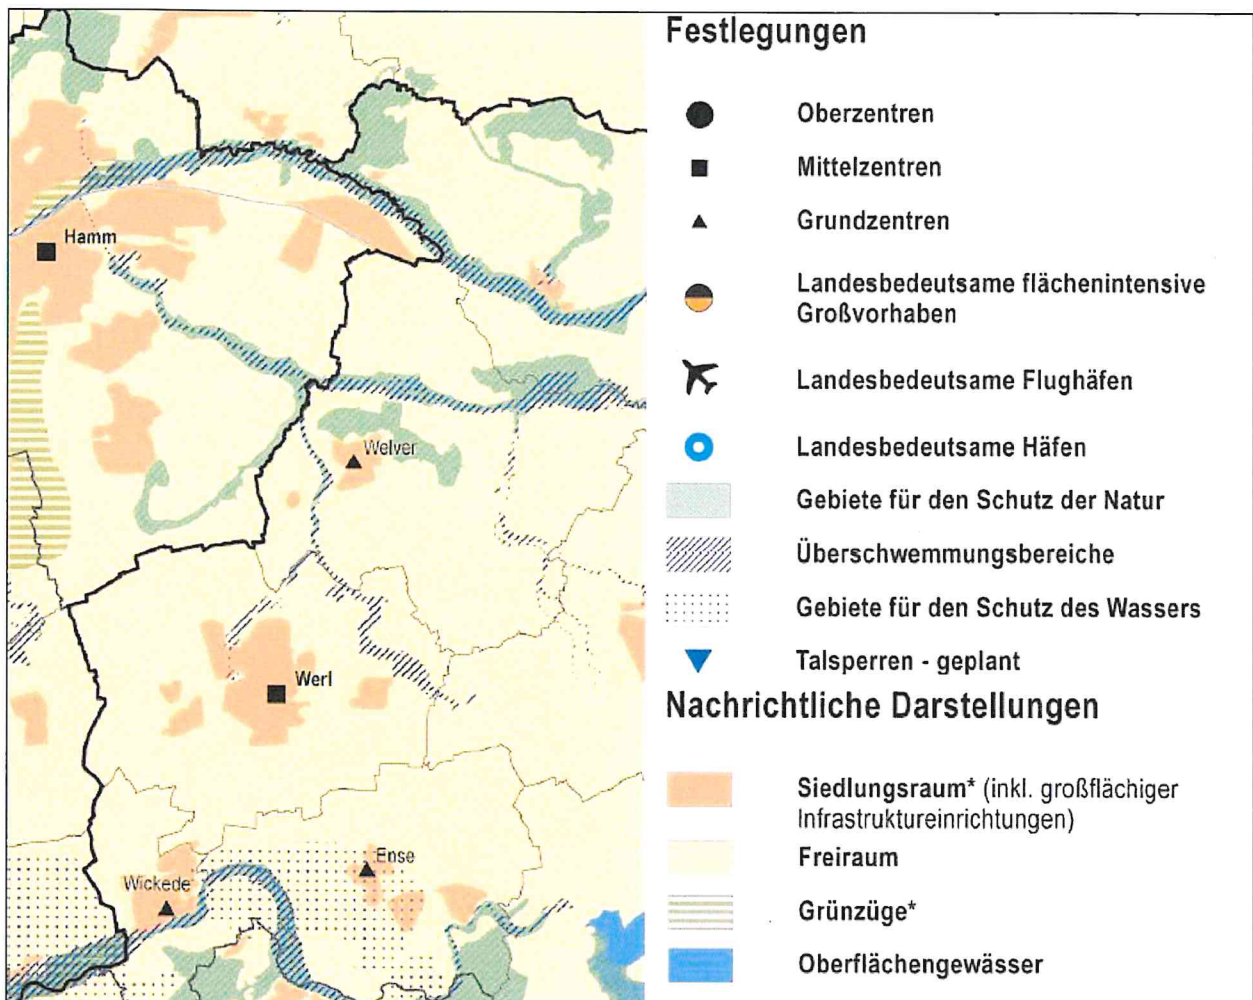 Hamm
Welver
Werl
Ense
Wickede
Festlegungen
Oberzentren
Mittelzentren
Grundzentren
Landesbedeutsame flächenintensive
Großvorhaben
Landesbedeutsame Flughäfen
Landesbedeutsame Häfen
Gebiete für den Schutz der Natur
Überschwemmungsbereiche
Gebiete für den Schutz des Wassers
Talsperren - geplant
Nachrichtliche Darstellungen
Siedlungsraum* (inkl. großflächiger
Infrastruktureinrichtungen)
Freiraum
Grünzüge*
Oberflächengewässer